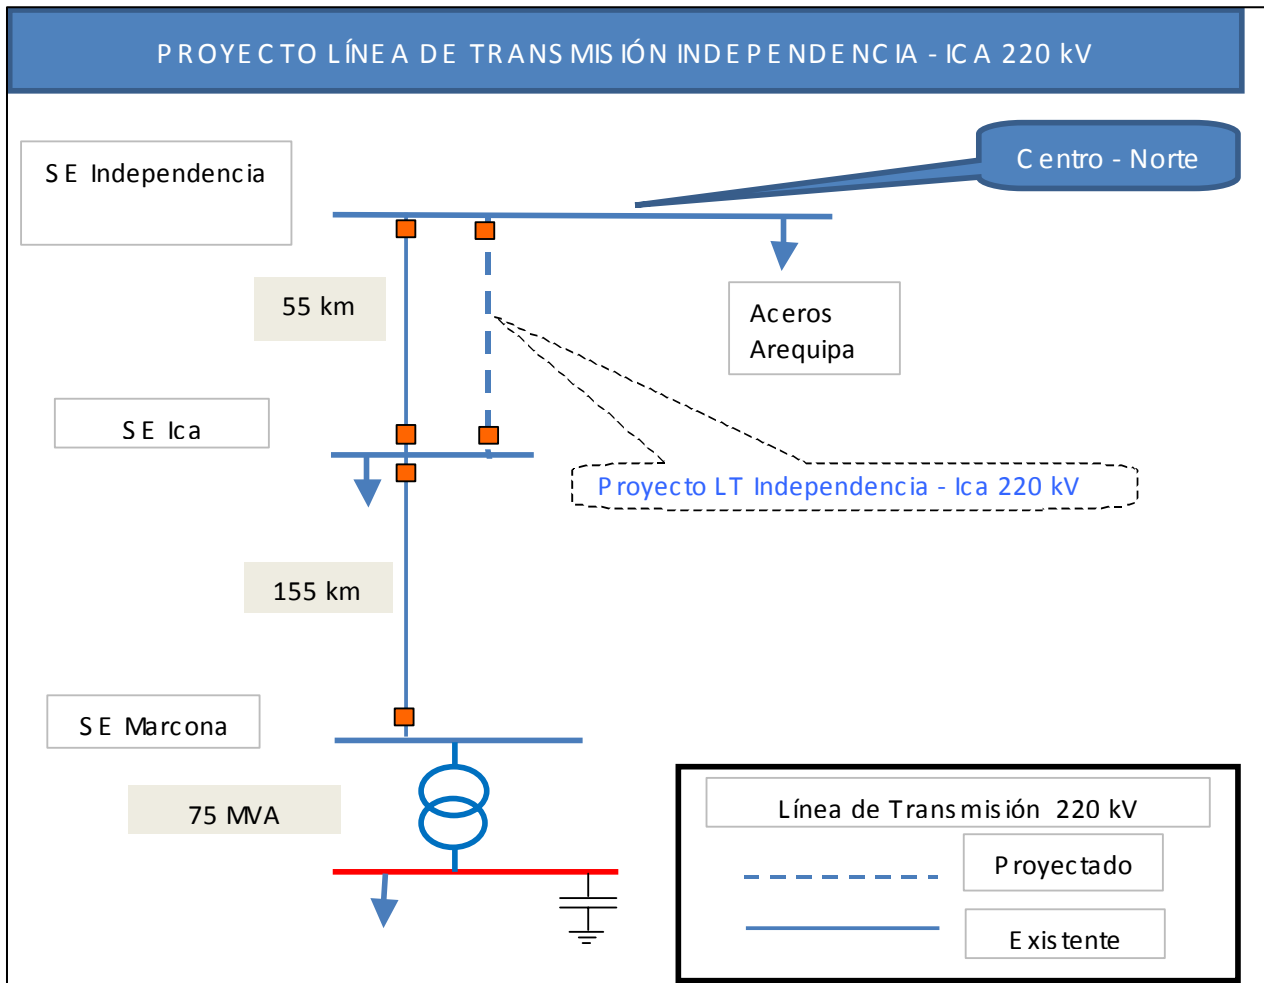 PROYECTO LÍNEA DE TRANSMISIÓN INDEPENDENCIA - ICA 220 kV
Centro - Norte
SE Independencia
55 km
Aceros
Arequipa
SE Ica
Proyecto LT Independencia - Ica 220 kV
155 km
SE Marcona
75 MVA
Línea de Transmisión 220 kV
Proyectado
Existente